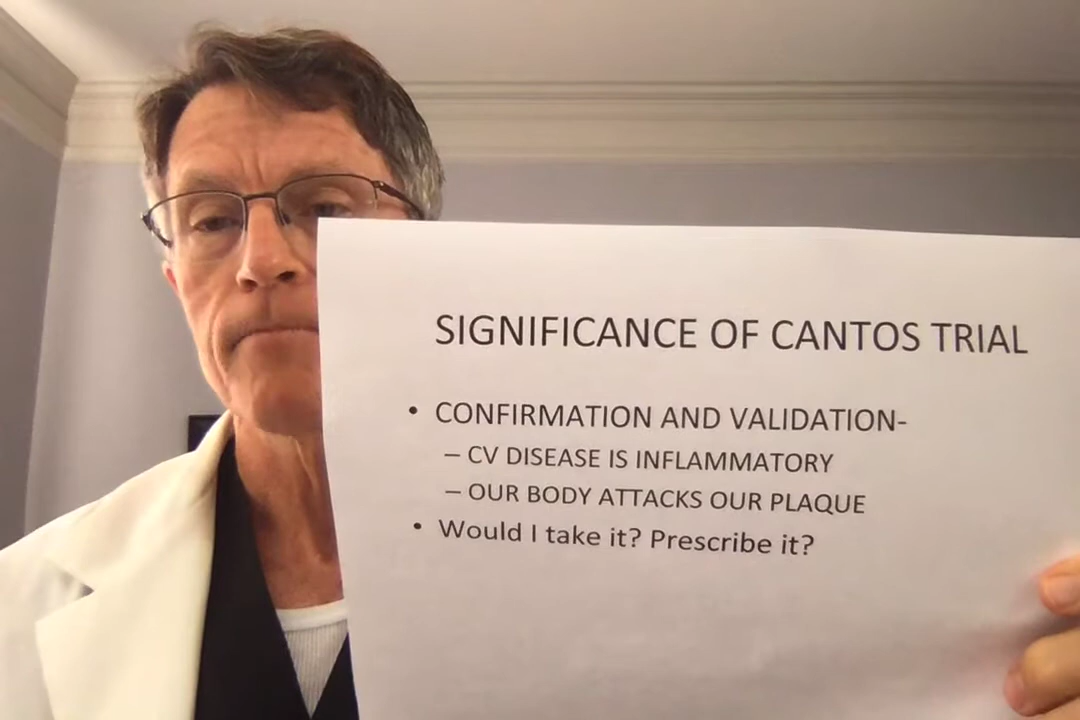 SIGNIFICANCE OF CANTOS TRIAL
• CONFIRMATION AND VALIDATION-
– CV DISEASE IS INFLAMMATORY
– OUR BODY ATTACKS OUR PLAQUE
• Would I take it? Prescribe it?